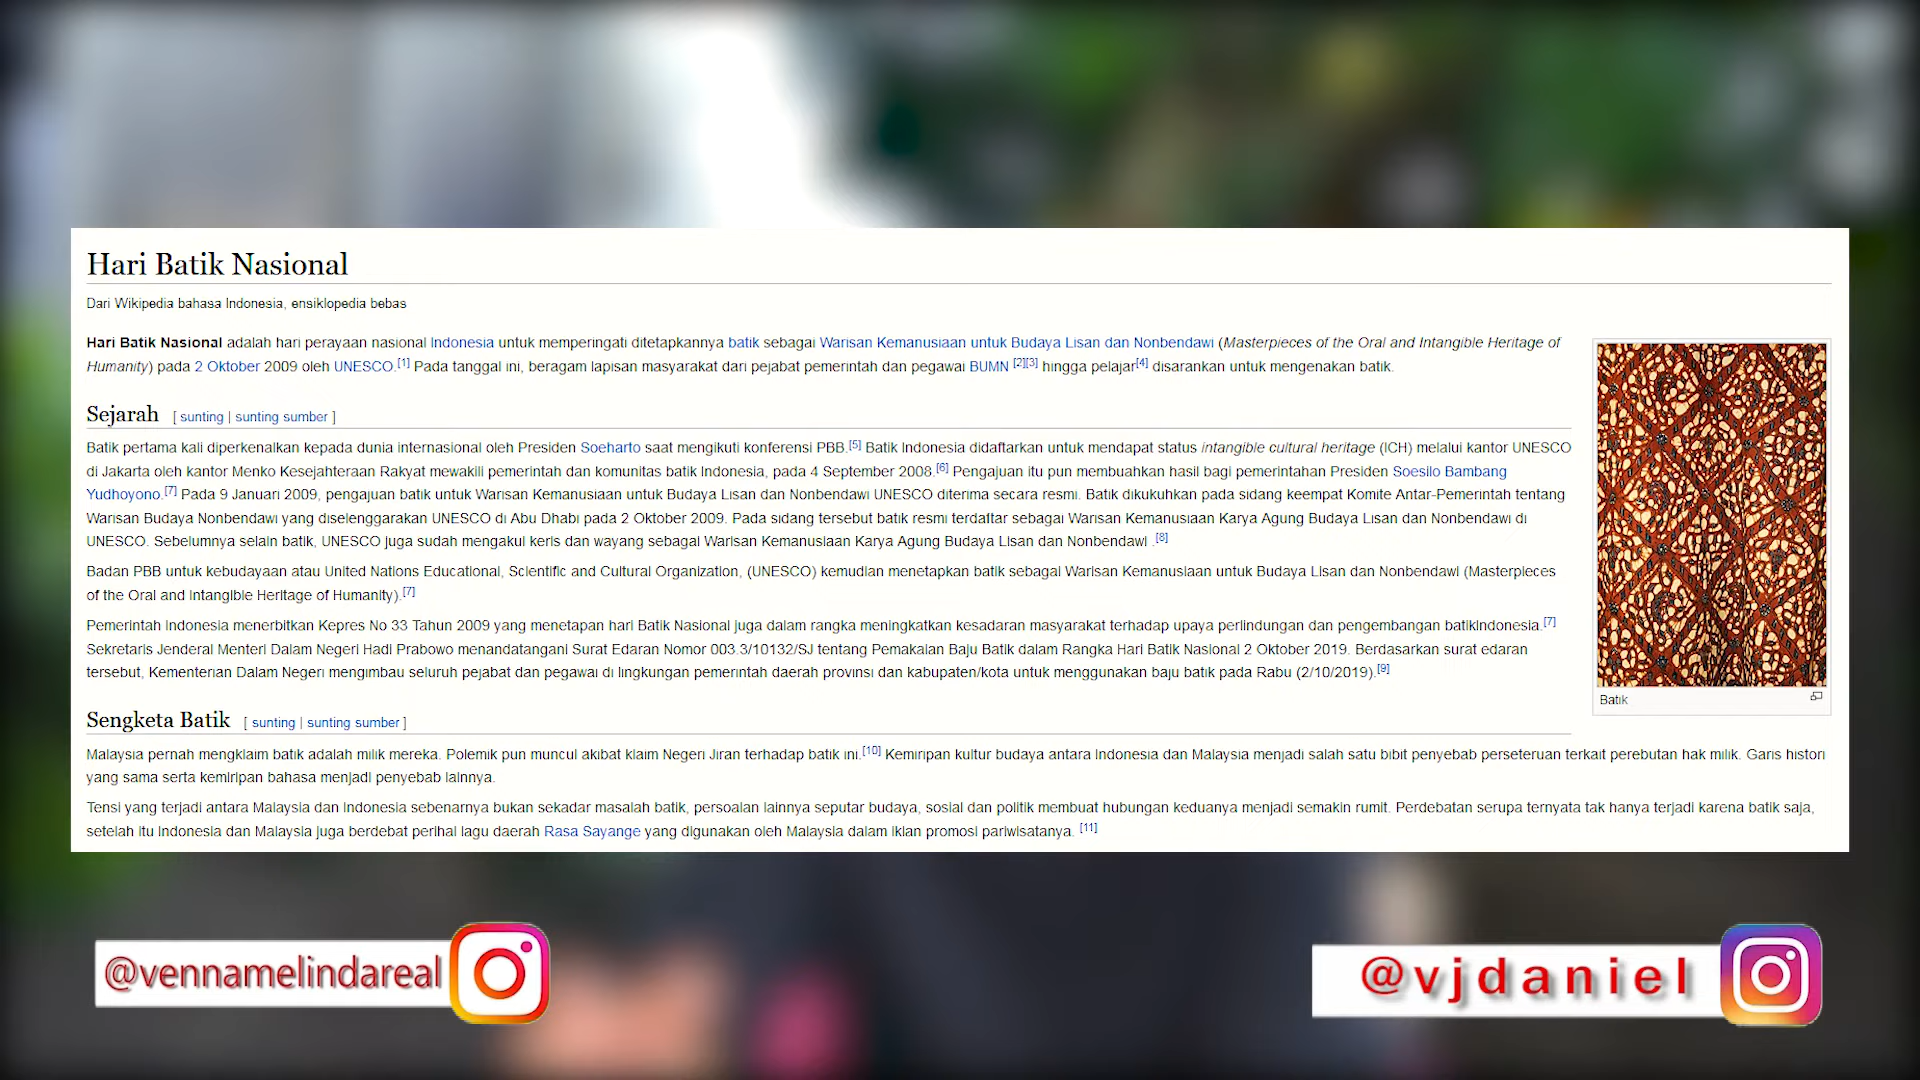 Hari Batik Nasional
Dari Wikipedia bahasa Indonesia, ensiklopedia bebas
Hari Batik Nasional adalah hari perayaan nasional Indonesia untuk memperingati ditetapkannya batik sebagai Warisan Kemanusiaan untuk Budaya Lisan dan Nonbendawi (Masterpieces of the Oral and Intangible Heritage of
Humanity) pada 2 Oktober 2009 oleh UNESCO.[1] Pada tanggal ini, beragam lapisan masyarakat dari pejabat pemerintah dan pegawai BUMN [2][3] hingga pelajar[4] disarankan untuk mengenakan batik.
Sejarah [ sunting | sunting sumber ]
Batik pertama kali diperkenalkan kepada dunia internasional oleh Presiden Soeharto saat mengikuti konferensi PBB.[5] Batik Indonesia didaftarkan untuk mendapat status intangible cultural heritage (ICH) melalui kantor UNESCO
di Jakarta oleh kantor Menko Kesejahteraan Rakyat mewakili pemerintah dan komunitas batik Indonesia, pada 4 September 2008.[6] Pengajuan itu pun membuahkan hasil bagi pemerintahan Presiden Soesilo Bambang
Yudhoyono.[7] Pada 9 Januari 2009, pengajuan batik untuk Warisan Kemanusiaan untuk Budaya Lisan dan Nonbendawi UNESCO diterima secara resmi. Batik dikukuhkan pada sidang keempat Komite Antar-Pemerintah tentang
Warisan Budaya Nonbendawi yang diselenggarakan UNESCO di Abu Dhabi pada 2 Oktober 2009. Pada sidang tersebut batik resmi terdaftar sebagai Warisan Kemanusiaan Karya Agung Budaya Lisan dan Nonbendawi di
UNESCO. Sebelumnya selain batik, UNESCO juga sudah mengakui keris dan wayang sebagai Warisan Kemanusiaan Karya Agung Budaya Lisan dan Nonbendawi .[8]
Badan PBB untuk kebudayaan atau United Nations Educational, Scientific and Cultural Organization, (UNESCO) kemudian menetapkan batik sebagai Warisan Kemanusiaan untuk Budaya Lisan dan Nonbendawi (Masterpieces
of the Oral and Intangible Heritage of Humanity).[7]
Pemerintah Indonesia menerbitkan Kepres No 33 Tahun 2009 yang menetapan hari Batik Nasional juga dalam rangka meningkatkan kesadaran masyarakat terhadap upaya perlindungan dan pengembangan batikIndonesia.[7]
Sekretaris Jenderal Menteri Dalam Negeri Hadi Prabowo menandatangani Surat Edaran Nomor 003.3/10132/SJ tentang Pemakaian Baju Batik dalam Rangka Hari Batik Nasional 2 Oktober 2019. Berdasarkan surat edaran
tersebut, Kementerian Dalam Negeri mengimbau seluruh pejabat dan pegawai di lingkungan pemerintah daerah provinsi dan kabupaten/kota untuk menggunakan baju batik pada Rabu (2/10/2019).[9]
Batik
Sengketa Batik [ sunting | sunting sumber ]
Malaysia pernah mengklaim batik adalah milik mereka. Polemik pun muncul akibat klaim Negeri Jiran terhadap batik ini.[10] Kemiripan kultur budaya antara Indonesia dan Malaysia menjadi salah satu bibit penyebab perseteruan terkait perebutan hak milik. Garis histori
yang sama serta kemiripan bahasa menjadi penyebab lainnya.
Tensi yang terjadi antara Malaysia dan Indonesia sebenarnya bukan sekadar masalah batik, persoalan lainnya seputar budaya, sosial dan politik membuat hubungan keduanya menjadi semakin rumit. Perdebatan serupa ternyata tak hanya terjadi karena batik saja,
setelah itu Indonesia dan Malaysia juga berdebat perihal lagu daerah Rasa Sayange yang digunakan oleh Malaysia dalam iklan promosi pariwisatanya. [11]
@vennamelindareal
@vjdaniel